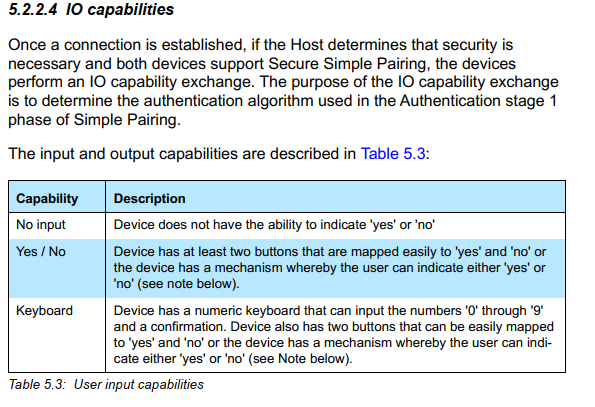 5.2.2.4 IO capabilities
Once a connection is established, if the Host determines that security is
necessary and both devices support Secure Simple Pairing, the devices
perform an IO capability exchange. The purpose of the IO capability exchange
is to determine the authentication algorithm used in the Authentication stage 1
phase of Simple Pairing.
The input and output capabilities are described in Table 5.3:
Capability Description
No input Device does not have the ability to indicate 'yes' or 'no'
Yes / No Device has at least two buttons that are mapped easily to 'yes' and 'no' or
the device has a mechanism whereby the user can indicate either 'yes' or
'no' (see note below).
Keyboard Device has a numeric keyboard that can input the numbers '0' through '9'
and a confirmation. Device also has two buttons that can be easily mapped
to 'yes' and 'no' or the device has a mechanism whereby the user can indi-
cate either 'yes' or 'no' (see Note below).
Table 5.3: User input capabilities